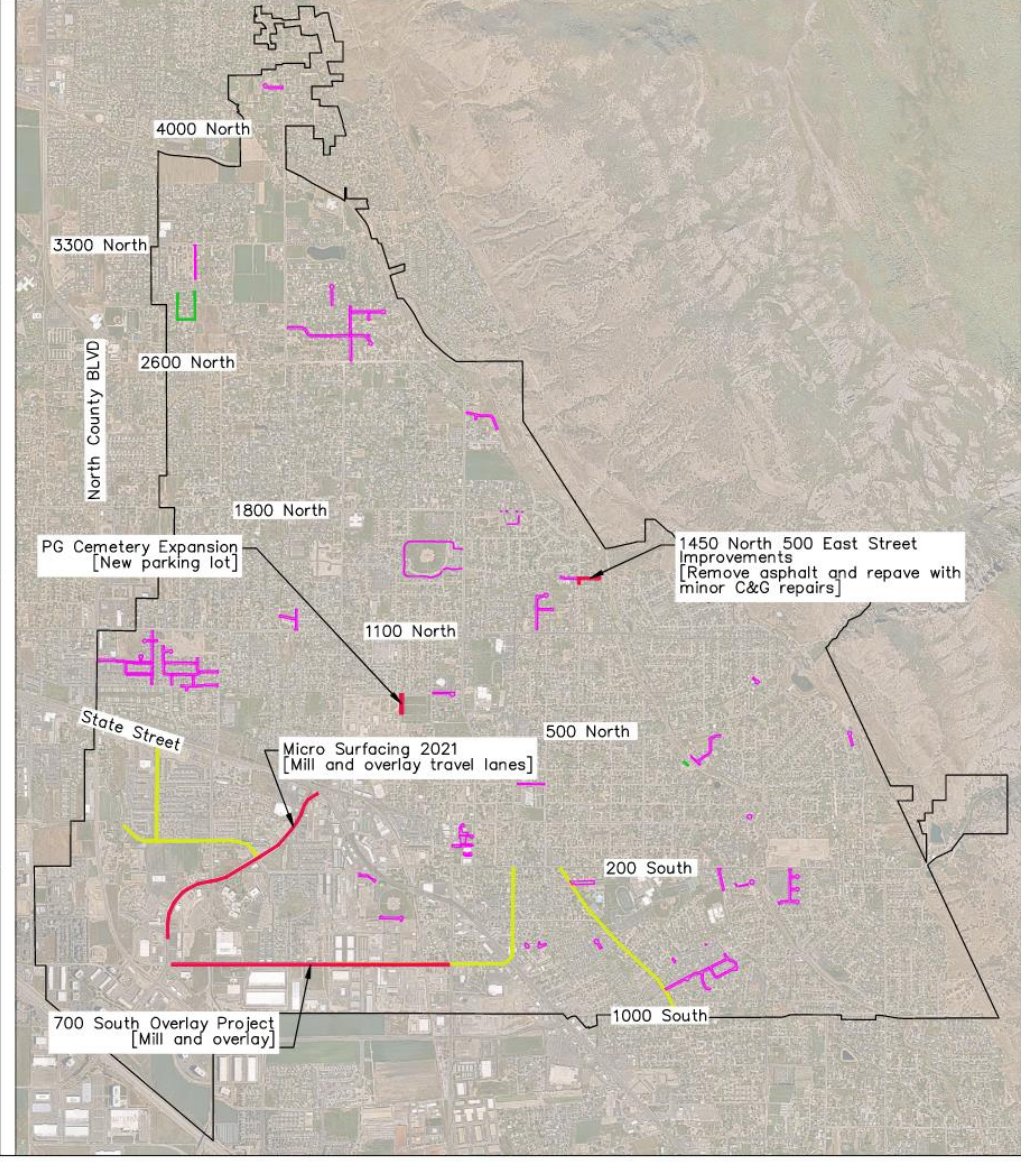 4000 North
3300 North
2600 North
North County BLVD
1800 North
PG Cemetery Expansion
[New parking lot]
1450 North 500 East Street
Improvements
[Remove asphalt and repave with
minor C&G repairs]
1100 North
State Street
500 North
Micro Surfacing 2021
[Mill and overlay travel lanes]
200 South
700 South Overlay Project
[Mill and overlay]
1000 South